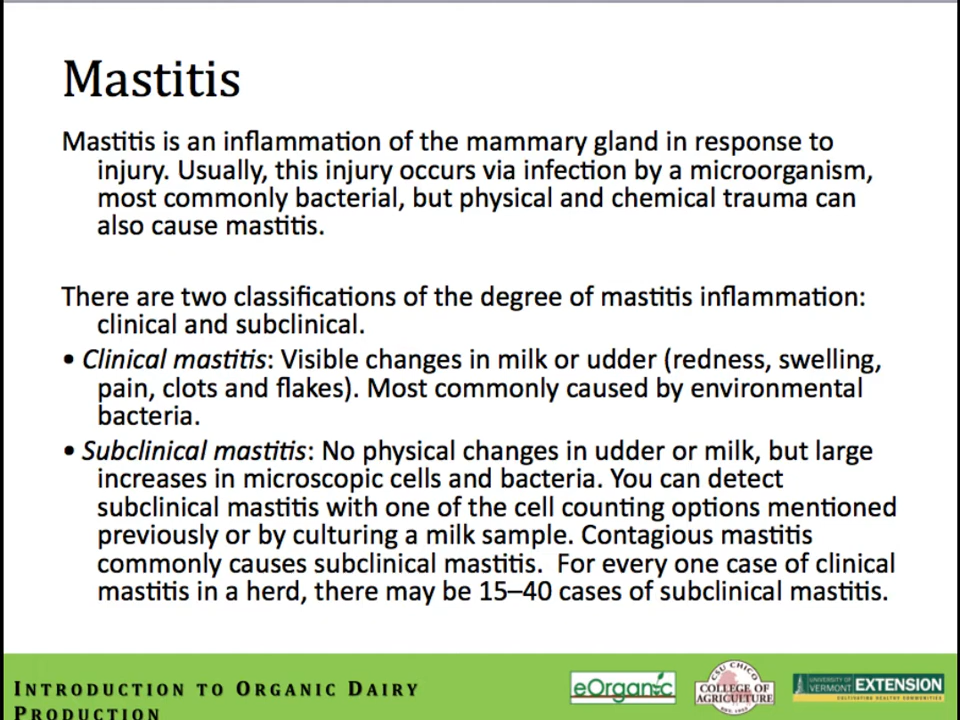 Mastitis
Mastitis is an inflammation of the mammary gland in response to
injury. Usually, this injury occurs via infection by a microorganism,
most commonly bacterial, but physical and chemical trauma can
also cause mastitis.
There are two classifications of the degree of mastitis inflammation:
clinical and subclinical.
• Clinical mastitis: Visible changes in milk or udder (redness, swelling,
pain, clots and flakes). Most commonly caused by environmental
bacteria.
• Subclinical mastitis: No physical changes in udder or milk, but large
increases in microscopic cells and bacteria. You can detect
subclinical mastitis with one of the cell counting options mentioned
previously or by culturing a milk sample. Contagious mastitis
commonly causes subclinical mastitis.  For every one case of clinical
mastitis in a herd, there may be 15–40 cases of subclinical mastitis.
INTRODUCTION TO ORGANIC DAIRY
PRODUCTION
eOrganic
CSU CHICO
COLLEGE OF
AGRICULTURE
UNIVERSITY OF
VERMONT EXTENSION
CULTIVATING HEALTHY COMMUNITIES